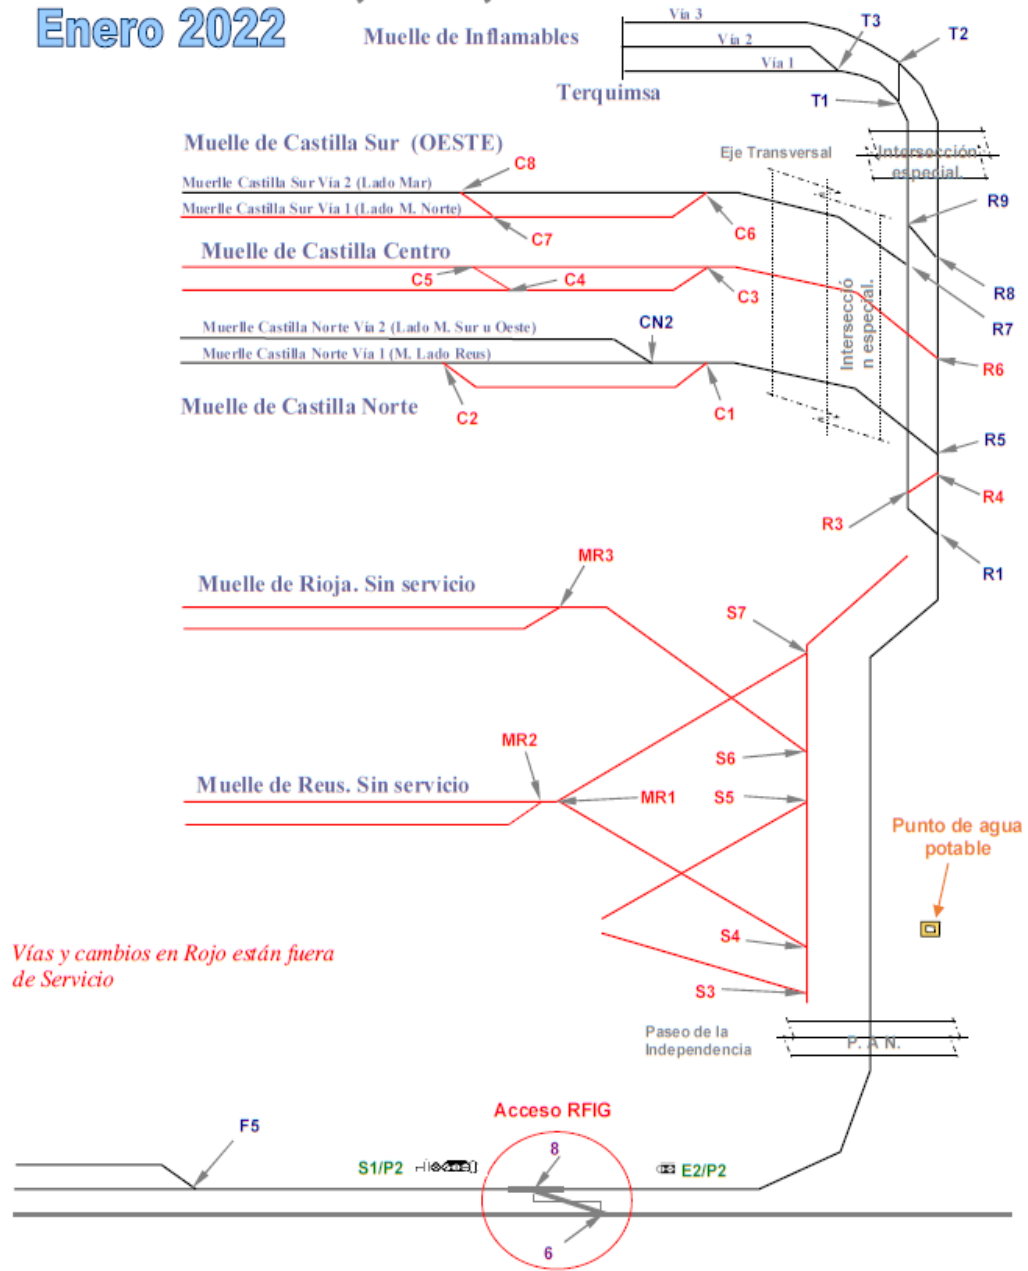 Enero 2022
Muelle de Inflamables
Vía 3
T3
T2
Vía 2
Vía 1
Terquimsa
T1
Muelle de Castilla Sur (OESTE)
C8
Eje Transversal
Intersección
especial.
Muerlle Castilla Sur Vía 2 (Lado Mar)
Muerlle Castilla Sur Vía 1 (Lado M. Norte)
R9
C7
C6
Muelle de Castilla Centro
C5
C4
C3
R8
R7
Intersecció
n especial.
Muerlle Castilla Norte Vía 2 (Lado M. Sur u Oeste)
CN2
Muerlle Castilla Norte Vía 1 (M. Lado Reus)
R6
Muelle de Castilla Norte
C2
C1
R5
R4
R3
R1
MR3
Muelle de Rioja. Sin servicio
S7
MR2
S6
Muelle de Reus. Sin servicio
MR1
S5
Punto de agua
potable
Vías y cambios en Rojo están fuera
de Servicio
S4
S3
Paseo de la
Independencia
P. A N.
Acceso RFIG
F5
8
S1/P2
E2/P2
6